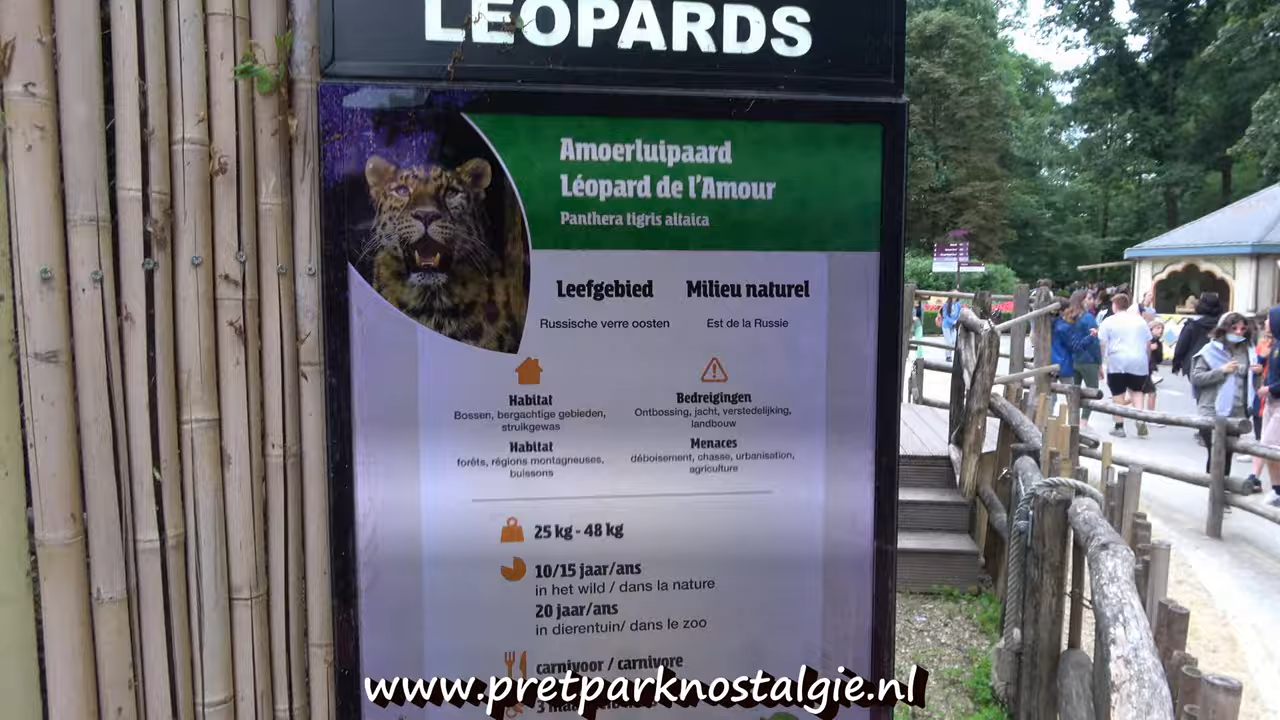 LEOPARDS
Amoerluipaard
Léopard de l'Amour
Panthera tigris altaica
Leefgebied
Russische verre oosten
Milieu naturel
Est de la Russie
Habitat
Bossen, bergachtige gebieden,
struikgewas
Habitat
forêts, régions montagneuses,
buissons
Bedreigingen
Ontbossing, jacht, verstedelijking,
landbouw
Menaces
déboisement, chasse, urbanisation,
agriculture
25 kg - 48 kg
10/15 jaar/ans
in het wild / dans la nature
20 jaar/ans
in dierentuin/ dans le zoo
carnivoor / carnivore
www.pretparknostalgie.nl